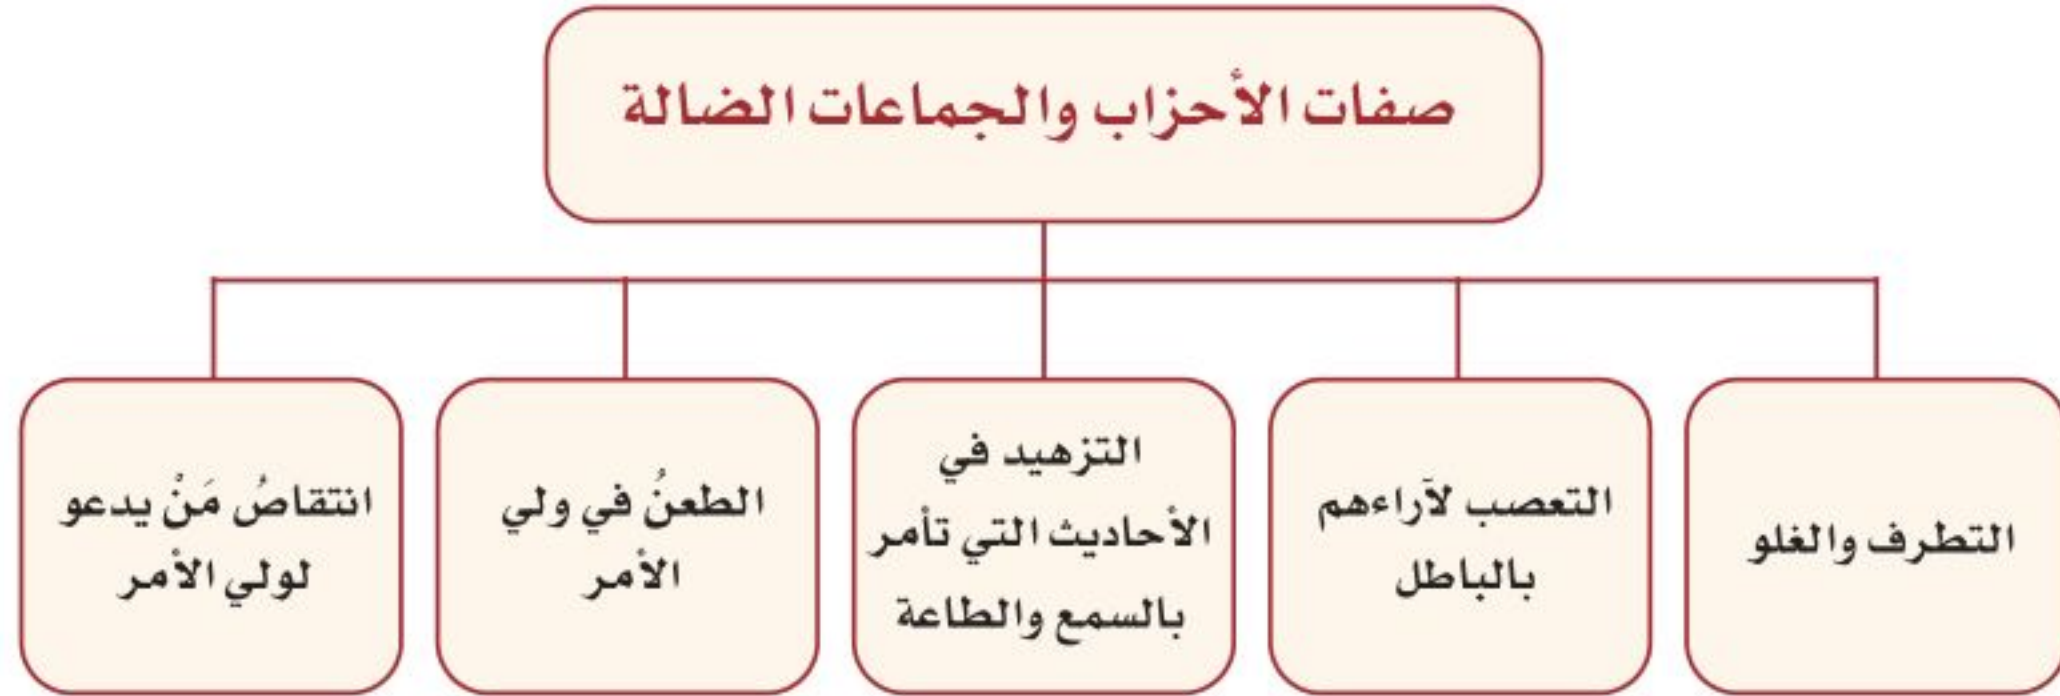 صفات الأحزاب والجماعات الضالة
التطرف والغلو
التعصب لآراءهم
بالباطل
التزهيد في
الأحاديث التي تأمر
بالسمع والطاعة
الطعنُ في ولي
الأمر
انتقاصُ مَنْ يدعو
لولي الأمر